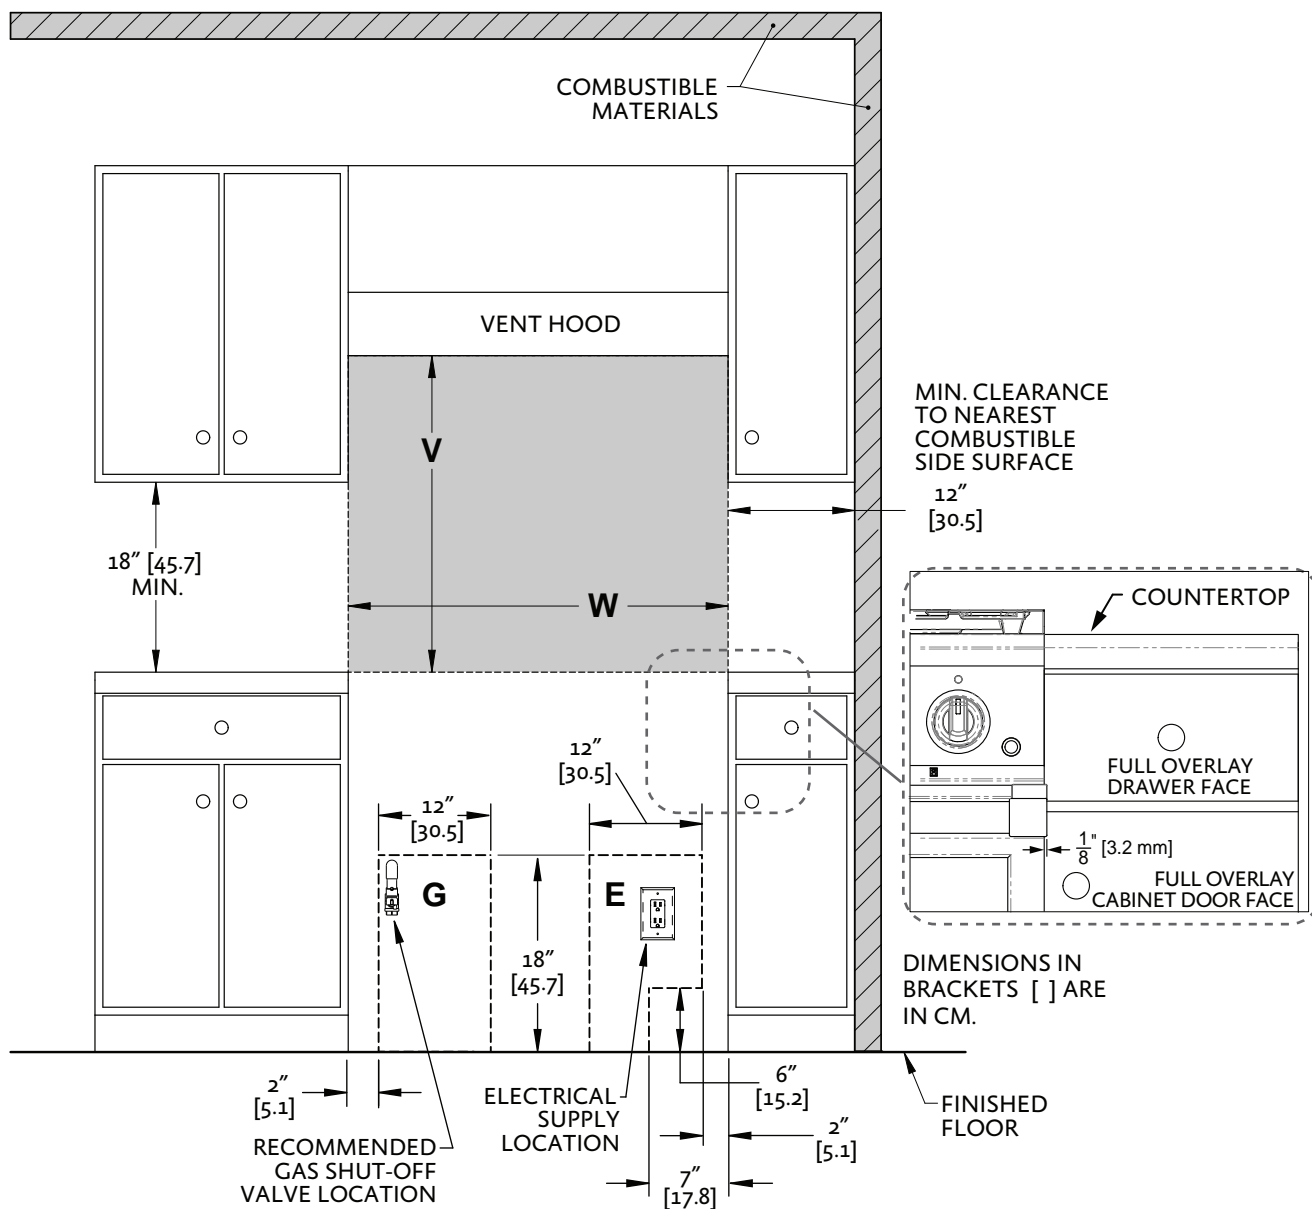 COMBUSTIBLE
MATERIALS
VENT HOOD
V
W
MIN. CLEARANCE
TO NEAREST
COMBUSTIBLE
SIDE SURFACE
12"
[30.5]
18" [45.7]
MIN.
COUNTERTOP
FULL OVERLAY
DRAWER FACE
1/8" [3.2 mm]
FULL OVERLAY
CABINET DOOR FACE
12"
[30.5]
12"
[30.5]
G
E
18"
[45.7]
DIMENSIONS IN
BRACKETS [ ] ARE
IN CM.
2"
[5.1]
RECOMMENDED
GAS SHUT-OFF
VALVE LOCATION
ELECTRICAL
SUPPLY
LOCATION
6"
[15.2]
2"
[5.1]
7"
[17.8]
FINISHED
FLOOR